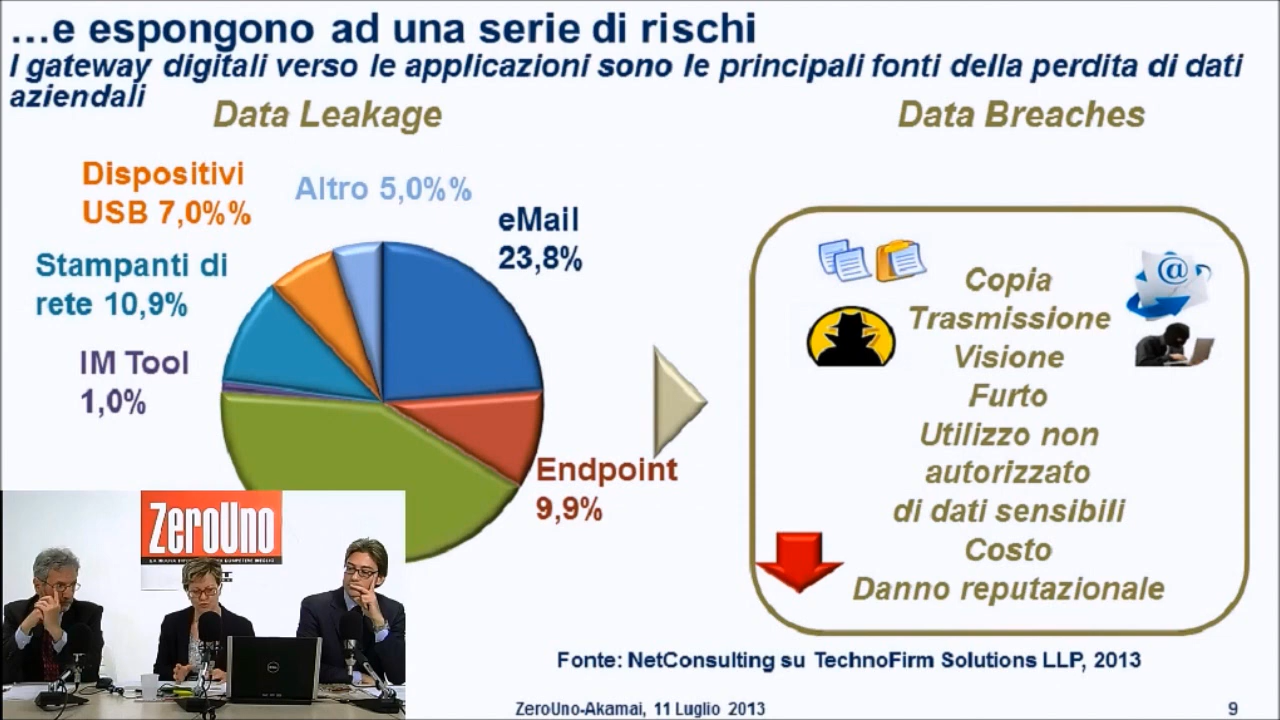 ...e espongono ad una serie di rischi
I gateway digitali verso le applicazioni sono le principali fonti della perdita di dati
aziendali
Data Leakage
Data Breaches
Dispositivi
USB 7,0%%
Altro 5,0%%
eMail
23,8%
Stampanti di
rete 10,9%
IM Tool
1,0%
Endpoint
9,9%
Copia
Trasmissione
Visione
Furto
Utilizzo non
autorizzato
di dati sensibili
Costo
Danno reputazionale
@
ZeroUno
DELL
Fonte: NetConsulting su TechnoFirm Solutions LLP, 2013
ZeroUno-Akamai, 11 Luglio 2013
9